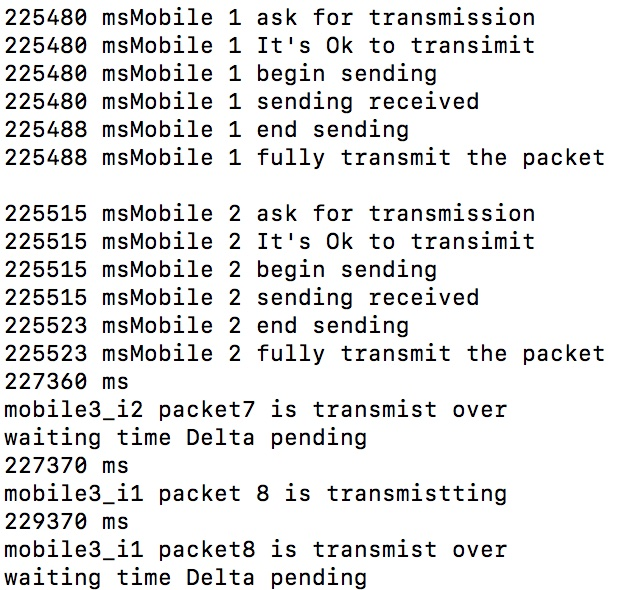 225480 msMobile 1 ask for transmission
225480 msMobile 1 It's Ok to transimit
225480 msMobile 1 begin sending
225480 msMobile 1 sending received
225488 msMobile 1 end sending
225488 msMobile 1 fully transmit the packet

225515 msMobile 2 ask for transmission
225515 msMobile 2 It's Ok to transimit
225515 msMobile 2 begin sending
225515 msMobile 2 sending received
225523 msMobile 2 end sending
225523 msMobile 2 fully transmit the packet
227360 ms
mobile3_i2 packet7 is transmist over
waiting time Delta pending
227370 ms
mobile3_i1 packet 8 is transmistting
229370 ms
mobile3_i1 packet8 is transmist over
waiting time Delta pending